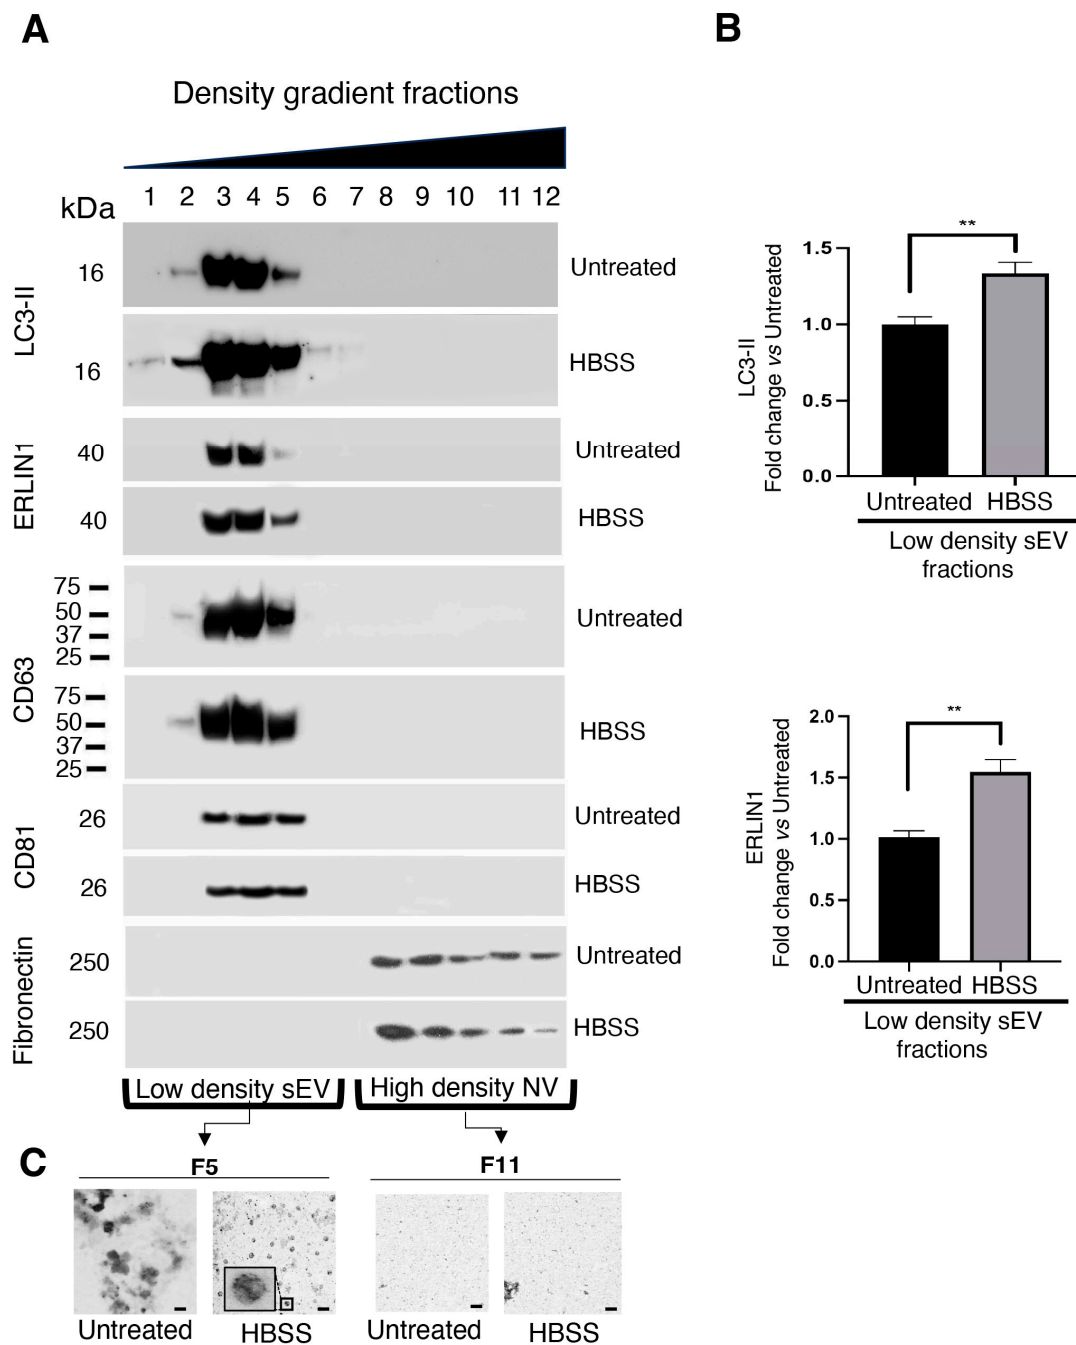 A
B
Density gradient fractions
1 2 3 4 5 6 7 8 9 10 11 12
kDa
LC3-II
16
Untreated
16
HBSS
ERLIN1
40
Untreated
40
HBSS
CD63
75
50
37
25
Untreated
75
50
37
25
HBSS
CD81
26
Untreated
26
HBSS
Fibronectin
250
Untreated
250
HBSS
Low density sEV
High density NV
LC3-II
Fold change vs Untreated
**
1.5
1.0
0.5
0.0
Untreated HBSS
Low density sEV
fractions
ERLIN1
Fold change vs Untreated
**
2.0
1.5
1.0
0.5
0.0
Untreated HBSS
Low density sEV
fractions
C
F5
F11
Untreated
HBSS
Untreated
HBSS